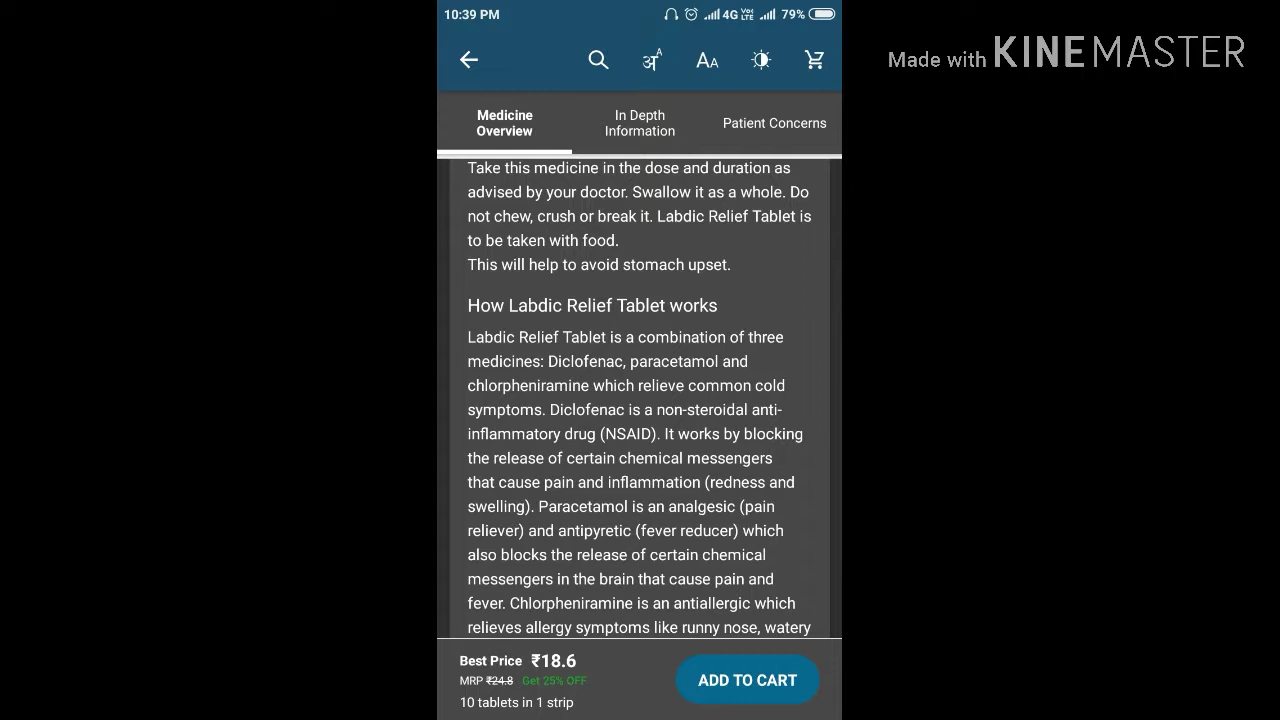 10:39 PM
4G VoLTE 79%
Made with KINEMASTER
अA
AA
Medicine Overview
In Depth Information
Patient Concerns
Take this medicine in the dose and duration as
advised by your doctor. Swallow it as a whole. Do
not chew, crush or break it. Labdic Relief Tablet is
to be taken with food.
This will help to avoid stomach upset.
How Labdic Relief Tablet works
Labdic Relief Tablet is a combination of three
medicines: Diclofenac, paracetamol and
chlorpheniramine which relieve common cold
symptoms. Diclofenac is a non-steroidal anti-
inflammatory drug (NSAID). It works by blocking
the release of certain chemical messengers
that cause pain and inflammation (redness and
swelling). Paracetamol is an analgesic (pain
reliever) and antipyretic (fever reducer) which
also blocks the release of certain chemical
messengers in the brain that cause pain and
fever. Chlorpheniramine is an antiallergic which
relieves allergy symptoms like runny nose, watery
Best Price ₹18.6
MRP ₹24.8 Get 25% OFF
10 tablets in 1 strip
ADD TO CART